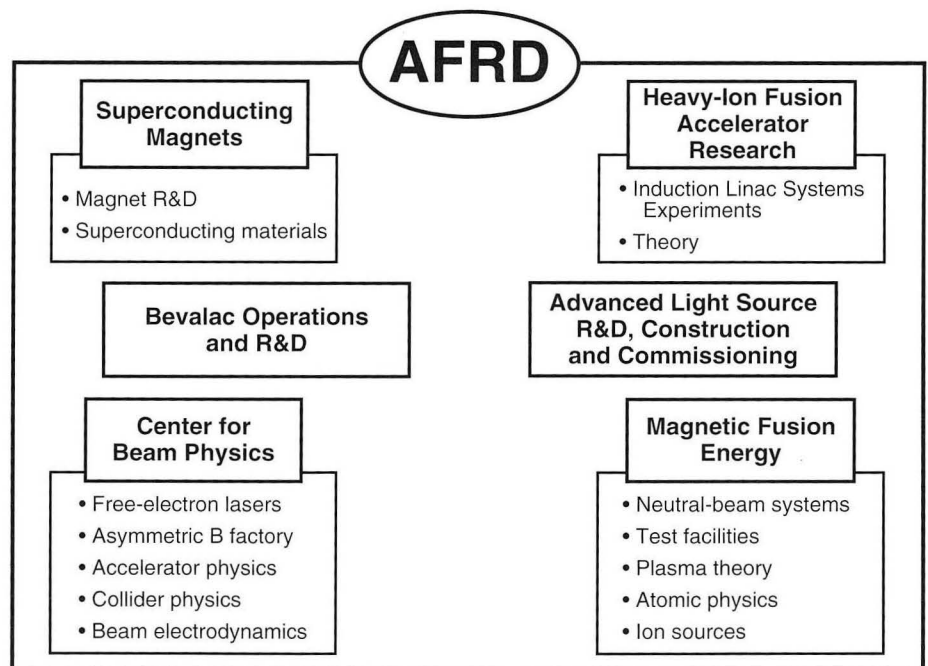 AFRD
Superconducting
Magnets
• Magnet R&D
• Superconducting materials
Heavy-Ion Fusion
Accelerator
Research
• Induction Linac Systems
Experiments
• Theory
Bevalac Operations
and R&D
Advanced Light Source
R&D, Construction
and Commissioning
Center for
Beam Physics
• Free-electron lasers
• Asymmetric B factory
• Accelerator physics
• Collider physics
• Beam electrodynamics
Magnetic Fusion
Energy
• Neutral-beam systems
• Test facilities
• Plasma theory
• Atomic physics
• Ion sources